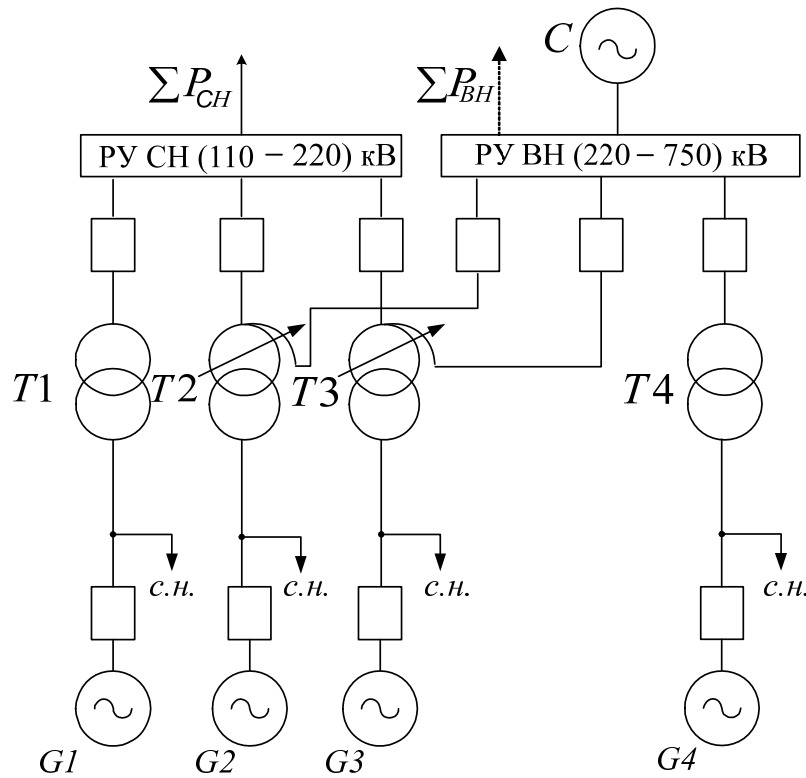 C
∑P_СН
∑P_ВН
РУ СН (110 – 220) кВ
РУ ВН (220 – 750) кВ
T1
T2
T3
T4
с.н.
с.н.
с.н.
с.н.
G1
G2
G3
G4